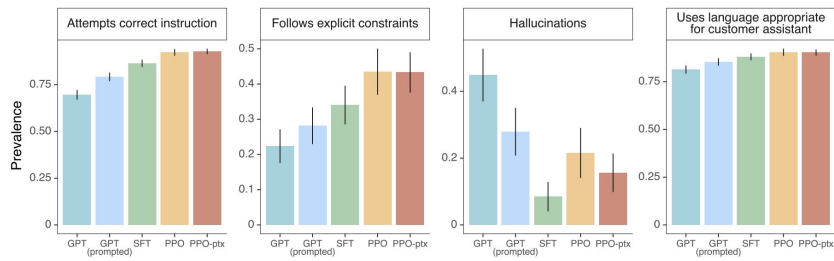 Attempts correct instruction
Follows explicit constraints
Hallucinations
Uses language appropriate
for customer assistant
Prevalence
0.75
0.50
0.25
0
GPT
GPT
(prompted)
SFT
PPO
PPO-ptx
0.5
0.4
0.3
0.2
0.1
0
GPT
GPT
(prompted)
SFT
PPO
PPO-ptx
0.4
0.2
0
GPT
GPT
(prompted)
SFT
PPO
PPO-ptx
0.75
0.50
0.25
0
GPT
GPT
(prompted)
SFT
PPO
PPO-ptx